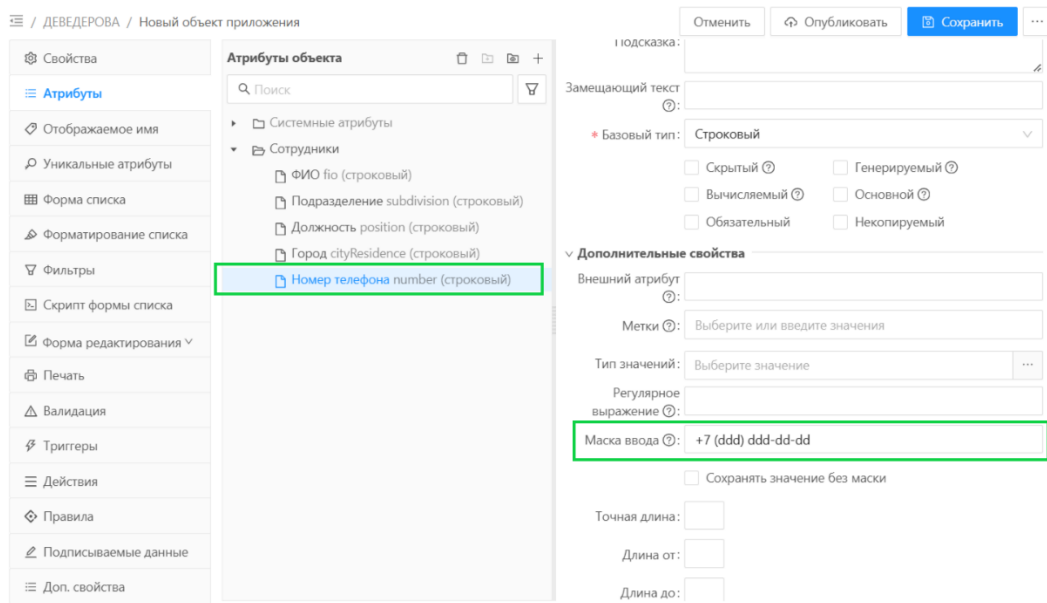 / ДЕВЕДЕРОВА / Новый объект приложения
Отменить
Опубликовать
Сохранить
...
Свойства
Атрибуты
Отображаемое имя
Уникальные атрибуты
Форма списка
Форматирование списка
Фильтры
Скрипт формы списка
Форма редактирования
Печать
Валидация
Триггеры
Действия
Правила
Подписываемые данные
Доп. свойства
Атрибуты объекта
Поиск
Системные атрибуты
Сотрудники
ФИО fio (строковый)
Подразделение subdivision (строковый)
Должность position (строковый)
Город cityResidence (строковый)
Номер телефона number (строковый)
Подсказка:
Замещающий текст
?:
* Базовый тип: Строковый
Скрытый ? Генерируемый ?
Вычисляемый ? Основной ?
Обязательный Некопируемый
Дополнительные свойства
Внешний атрибут
?:
Метки ?: Выберите или введите значения
Тип значений: Выберите значение ...
Регулярное
выражение ?:
Маска ввода ?: +7 (ddd) ddd-dd-dd
Сохранять значение без маски
Точная длина:
Длина от:
Длина до: